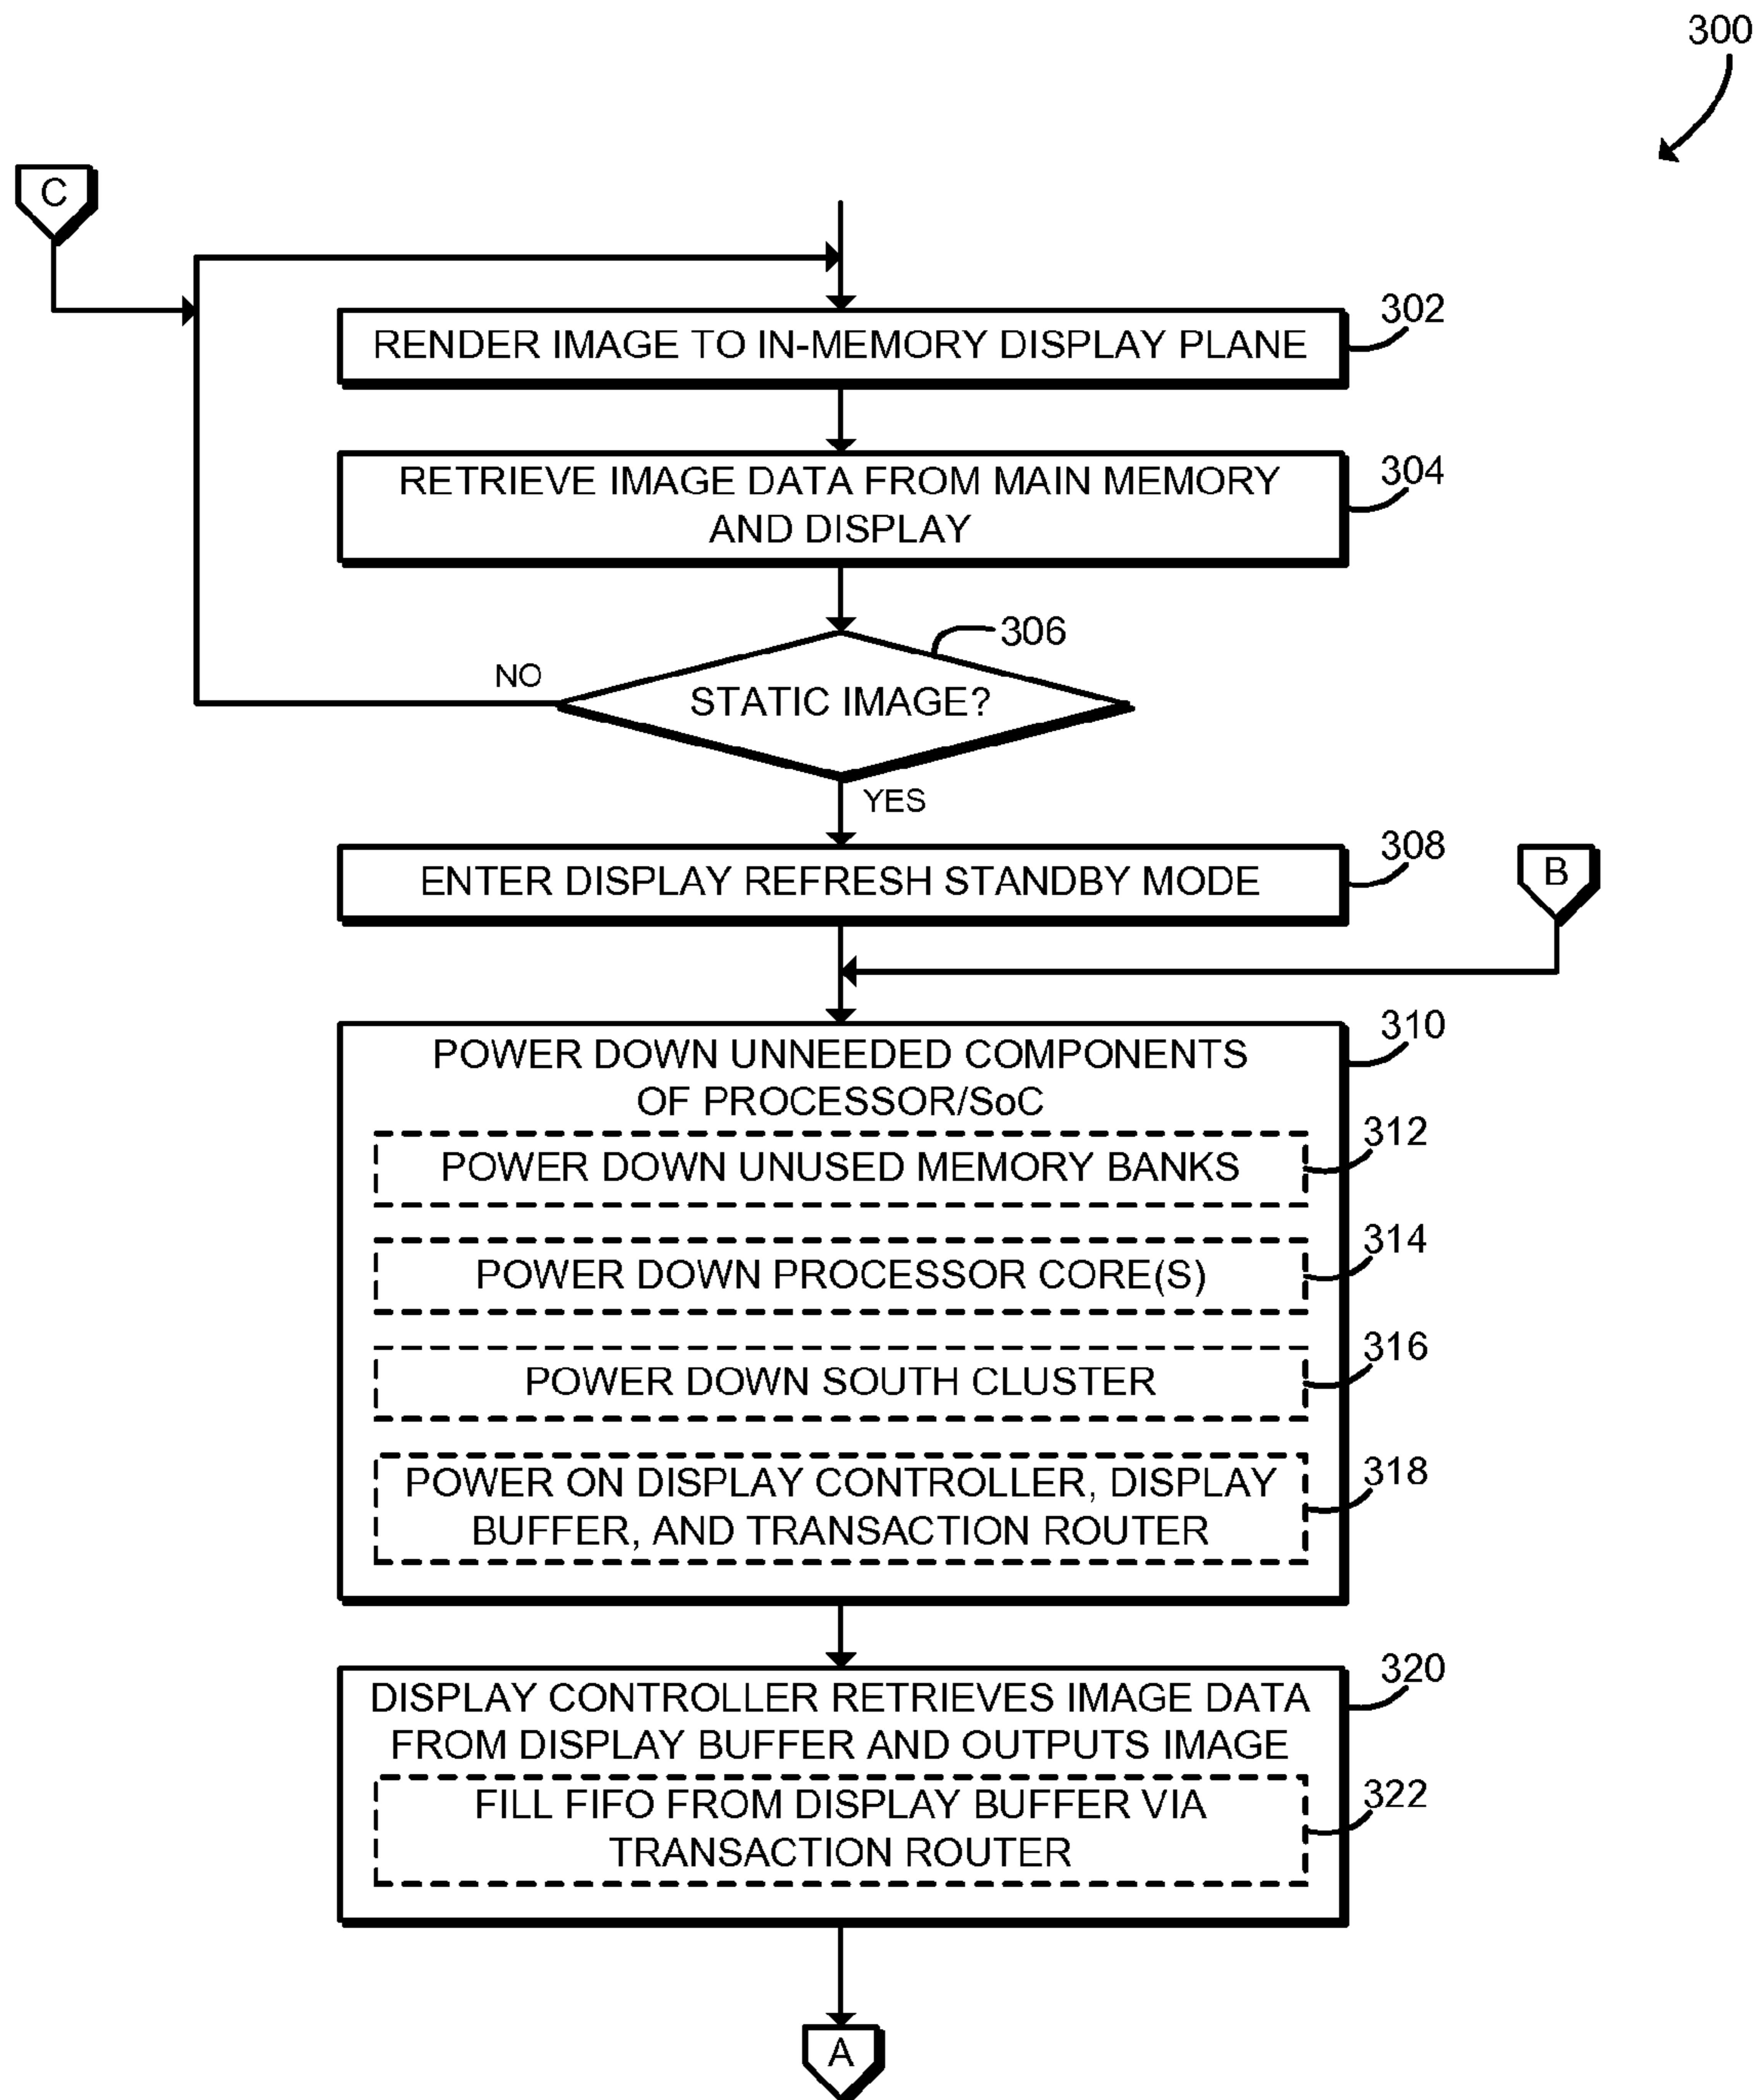 300
C
RENDER IMAGE TO IN-MEMORY DISPLAY PLANE
302
RETRIEVE IMAGE DATA FROM MAIN MEMORY
AND DISPLAY
304
306
NO
STATIC IMAGE?
YES
ENTER DISPLAY REFRESH STANDBY MODE
308
B
POWER DOWN UNNEEDED COMPONENTS
OF PROCESSOR/SoC
310
POWER DOWN UNUSED MEMORY BANKS
312
POWER DOWN PROCESSOR CORE(S)
314
POWER DOWN SOUTH CLUSTER
316
POWER ON DISPLAY CONTROLLER, DISPLAY
BUFFER, AND TRANSACTION ROUTER
318
DISPLAY CONTROLLER RETRIEVES IMAGE DATA
FROM DISPLAY BUFFER AND OUTPUTS IMAGE
320
FILL FIFO FROM DISPLAY BUFFER VIA
TRANSACTION ROUTER
322
A